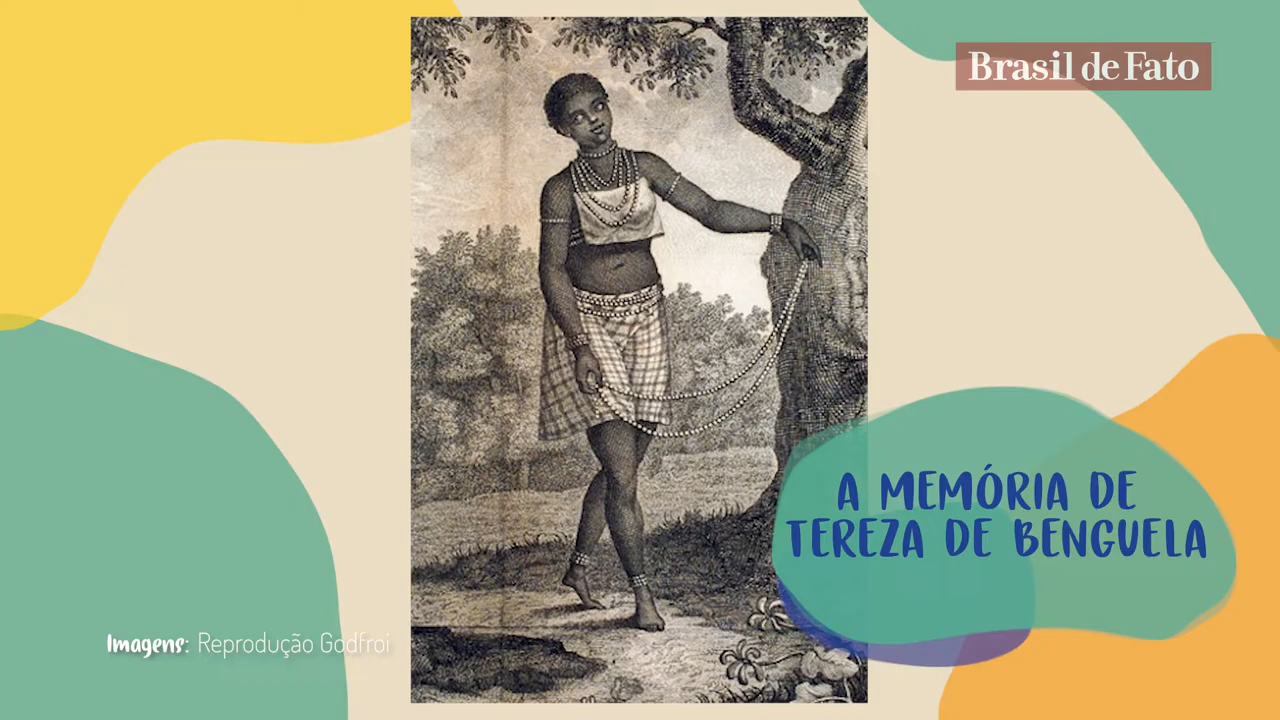 Brasil de Fato
A MEMÓRIA DE
TEREZA DE BENGUELA
Imagens: Reprodução Godfroi